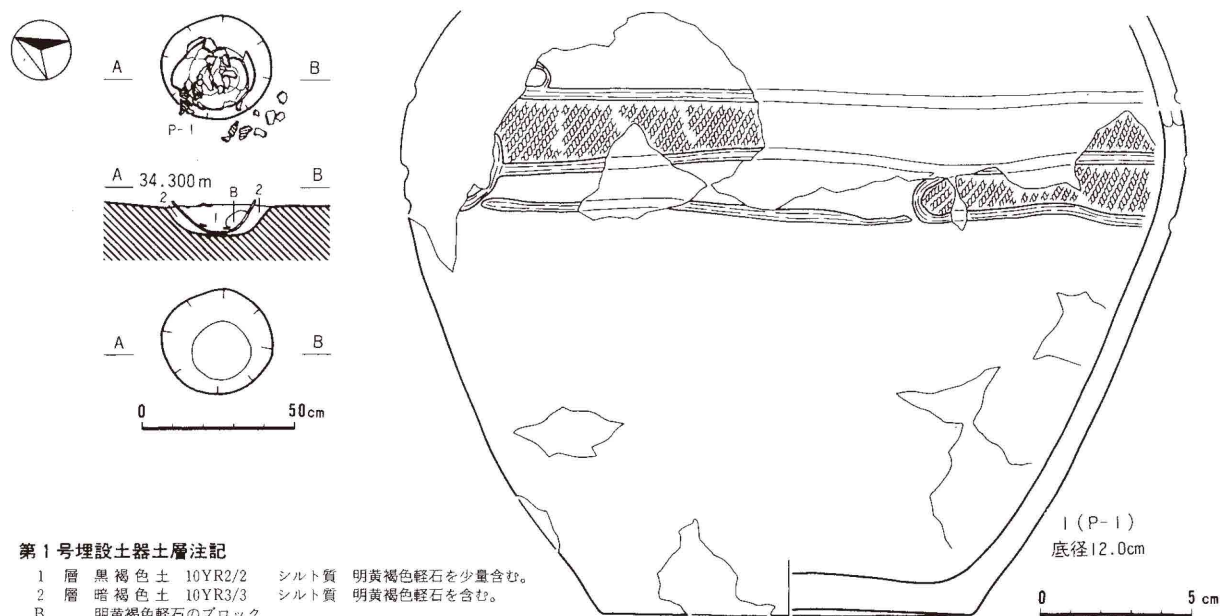 A B
P-1
A 34.300m B
2 1 B 2
A B
0 50cm
第1号埋設土器土層注記
1 層 黒褐色土 10YR2/2 シルト質 明黄褐色軽石を少量含む。
2 層 暗褐色土 10YR3/3 シルト質 明黄褐色軽石を含む。
B 明黄褐色軽石のブロック
1(P-1)
底径12.0cm
0 5cm